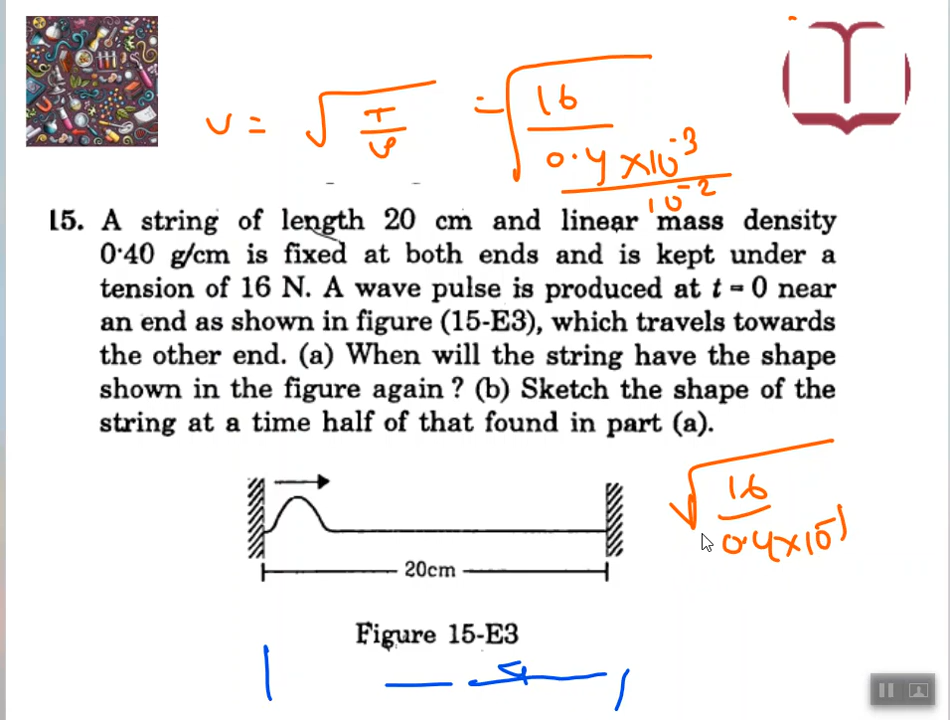 v = √ T/μ = √ 16 / 0.4 × 10⁻³ / 10⁻²
15. A string of length 20 cm and linear mass density
0·40 g/cm is fixed at both ends and is kept under a
tension of 16 N. A wave pulse is produced at t = 0 near
an end as shown in figure (15-E3), which travels towards
the other end. (a) When will the string have the shape
shown in the figure again ? (b) Sketch the shape of the
string at a time half of that found in part (a).
√ 16 / 0.4 × 10⁻¹
20cm
Figure 15-E3